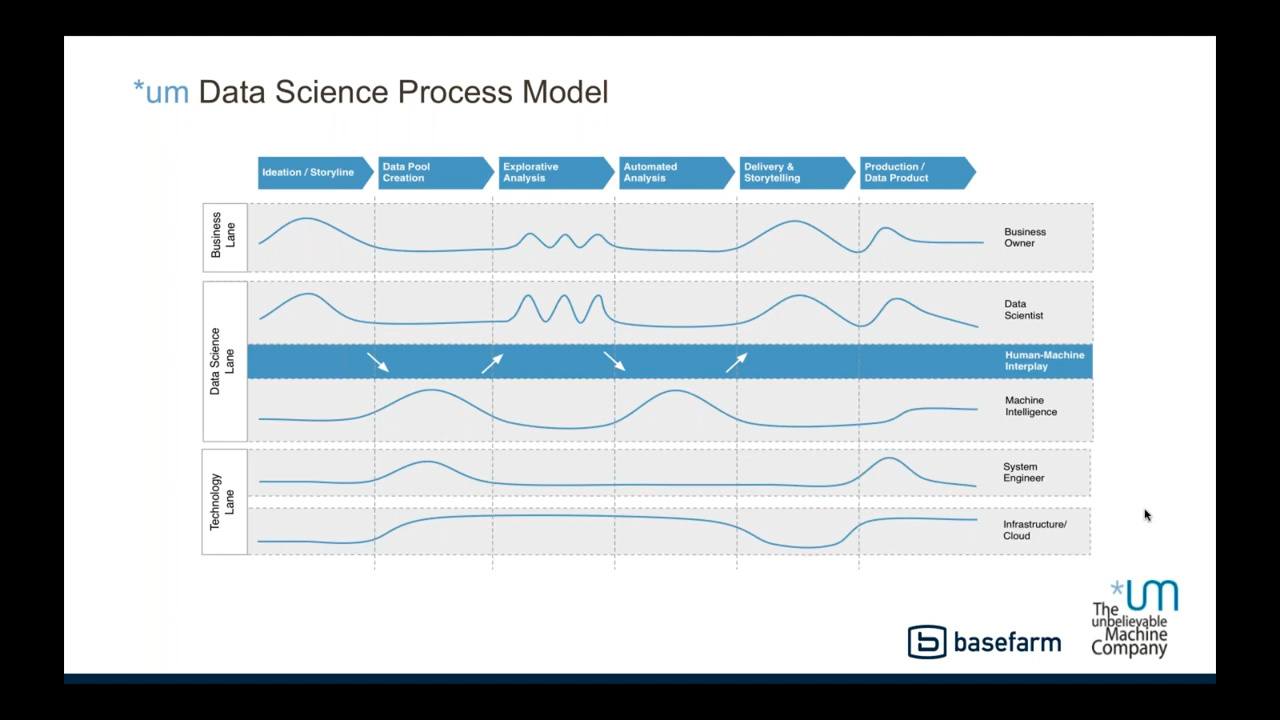 *um Data Science Process Model
Ideation / Storyline
Data Pool
Creation
Explorative
Analysis
Automated
Analysis
Delivery &
Storytelling
Production /
Data Product
Business
Lane
Business
Owner
Data Science
Lane
Data
Scientist
Human-Machine
Interplay
Machine
Intelligence
Technology
Lane
System
Engineer
Infrastructure/
Cloud
basefarm
*um
The
unbelievable
Machine
Company